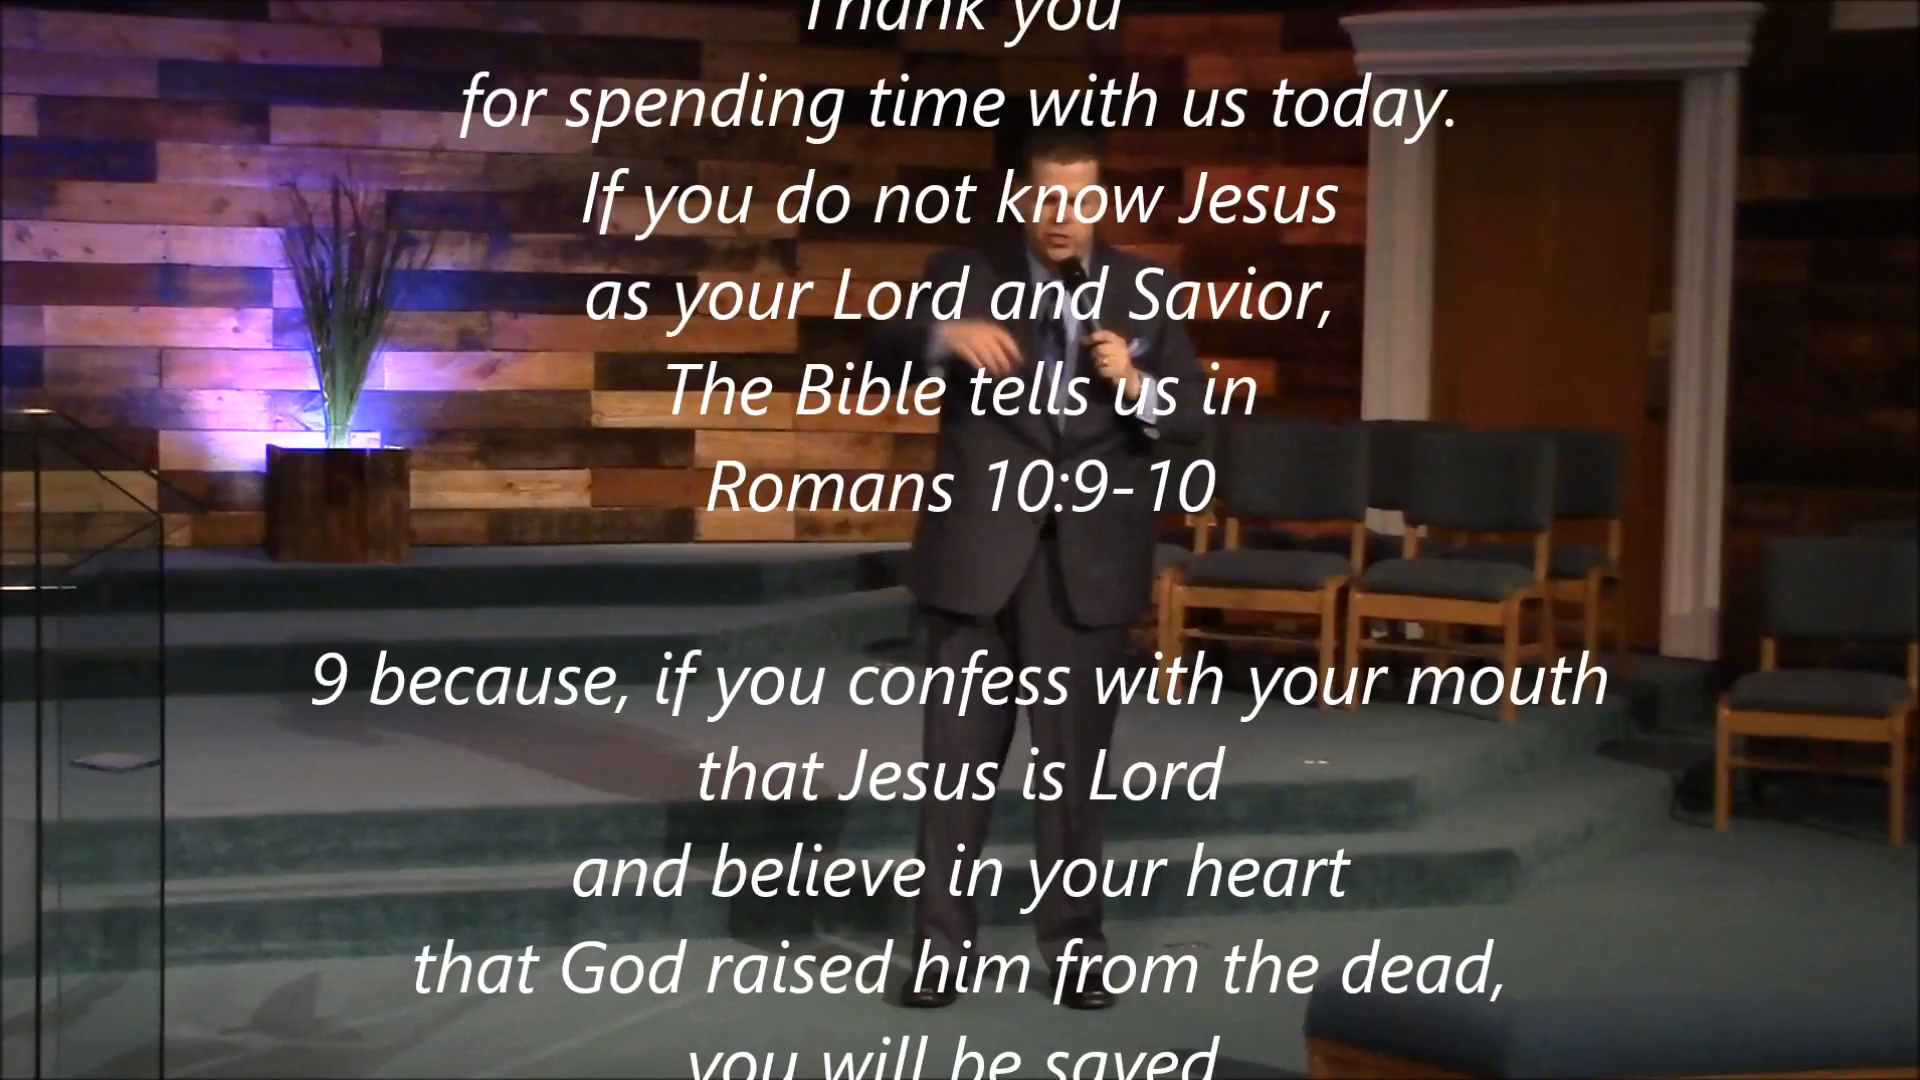 Thank you
for spending time with us today.
If you do not know Jesus
as your Lord and Savior,
The Bible tells us in
Romans 10:9-10
9 because, if you confess with your mouth
that Jesus is Lord
and believe in your heart
that God raised him from the dead,
you will be saved